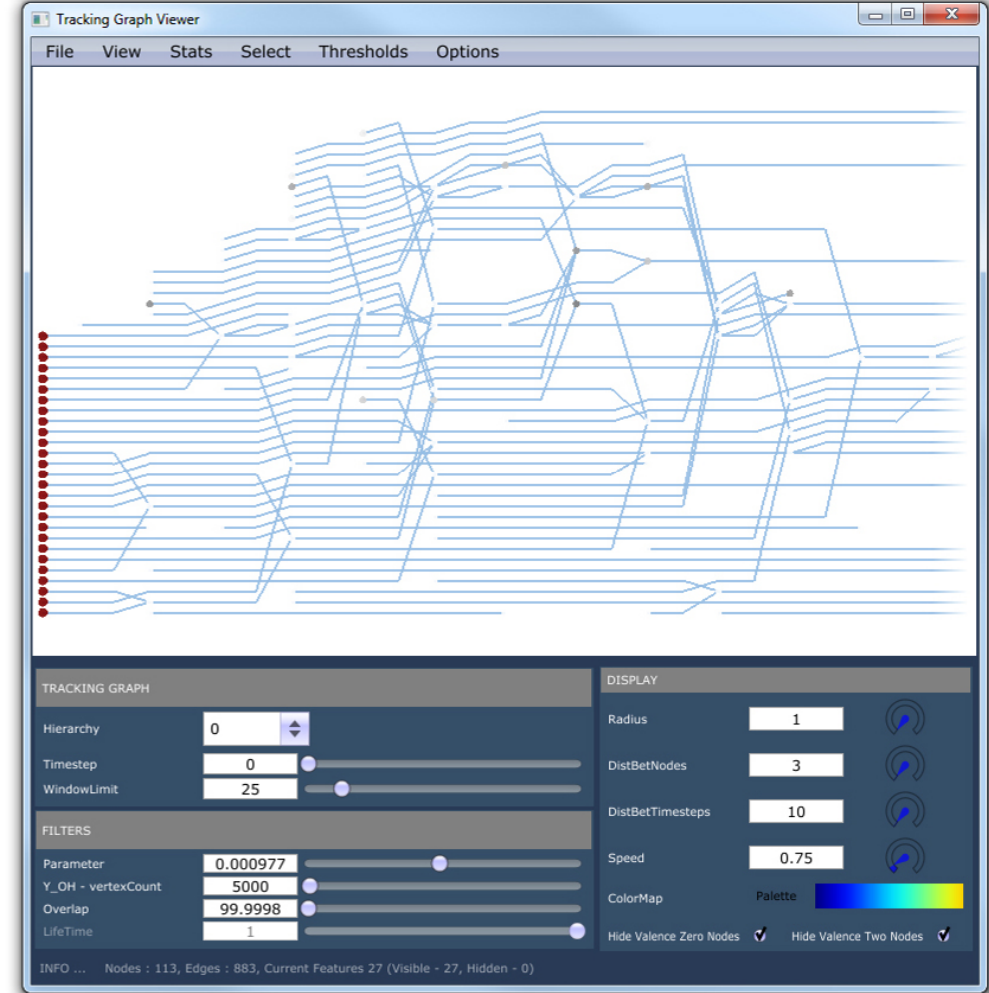 Tracking Graph Viewer
File View Stats Select Thresholds Options
TRACKING GRAPH
Hierarchy 0
Timestep 0
WindowLimit 25
FILTERS
Parameter 0.000977
Y_OH - vertexCount 5000
Overlap 99.9998
LifeTime 1
DISPLAY
Radius 1
DistBetNodes 3
DistBetTimesteps 10
Speed 0.75
ColorMap Palette
Hide Valence Zero Nodes Hide Valence Two Nodes
INFO ... Nodes : 113, Edges : 883, Current Features 27 (Visible - 27, Hidden - 0)